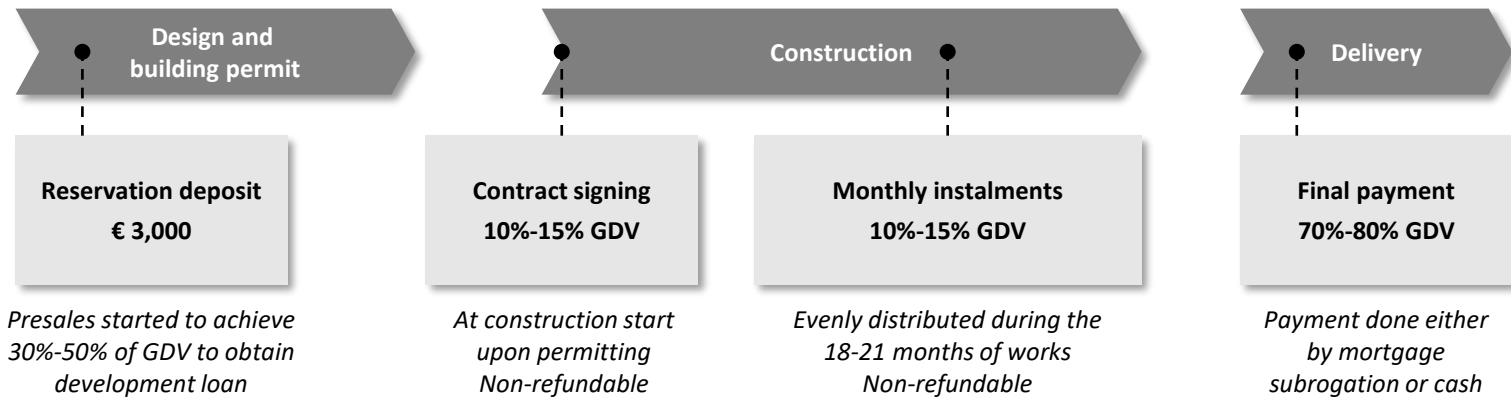 Design and
building permit
Construction
Delivery
Reservation deposit
€ 3,000
Contract signing
10%-15% GDV
Monthly instalments
10%-15% GDV
Final payment
70%-80% GDV
Presales started to achieve
30%-50% of GDV to obtain
development loan
At construction start
upon permitting
Non-refundable
Evenly distributed during the
18-21 months of works
Non-refundable
Payment done either
by mortgage
subrogation or cash